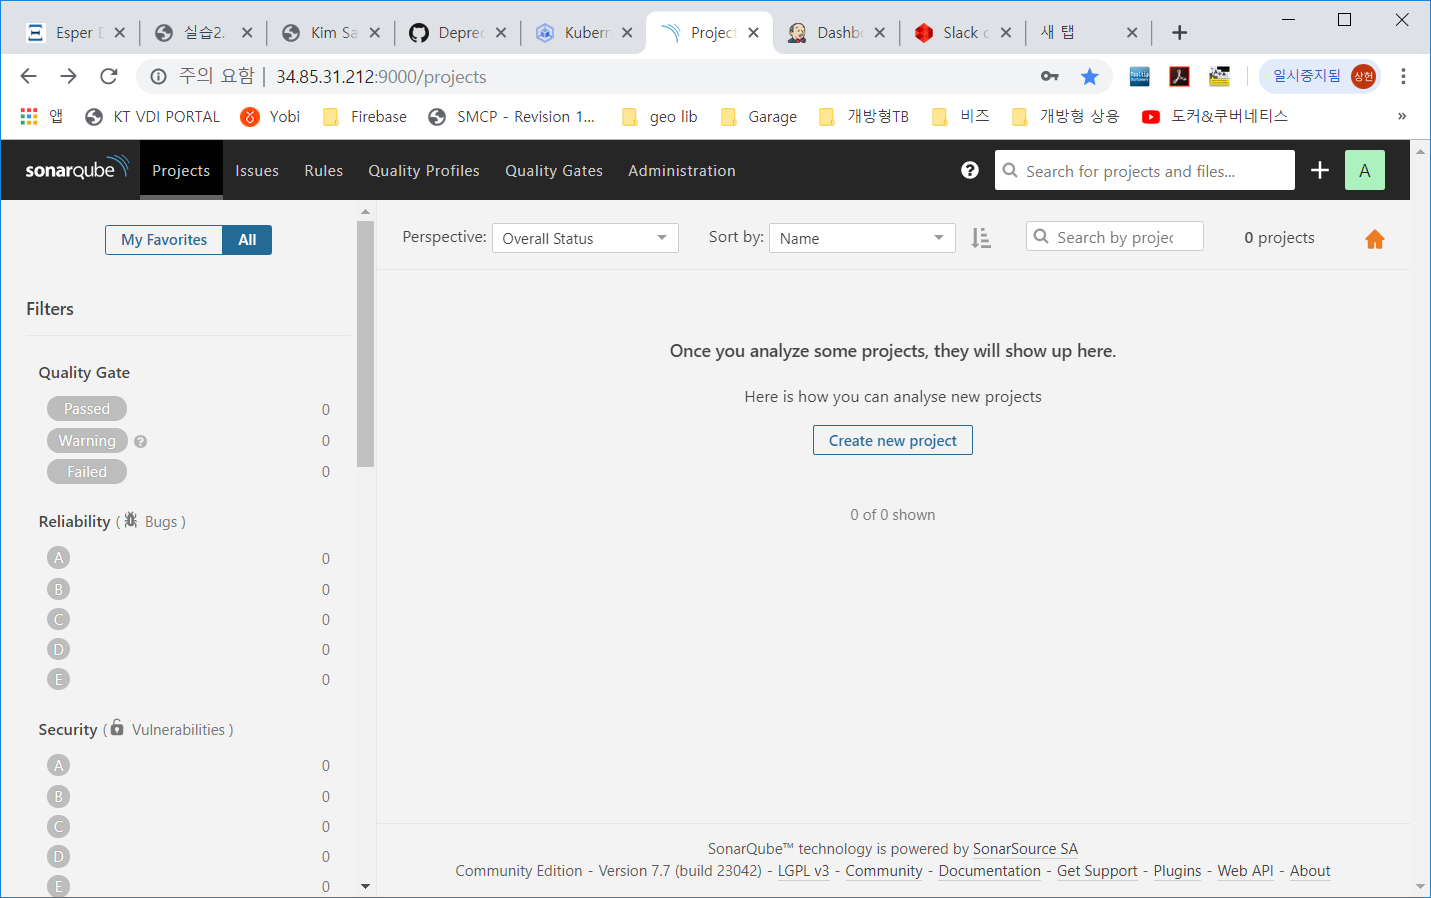 Esper D
실습2.
Kim Sa
Deprec
Kubern
Project
Dashbo
Slack c
새 탭
주의 요함 | 34.85.31.212:9000/projects
일시중지됨 상헌
앱 KT VDI PORTAL Yobi Firebase SMCP - Revision 1... geo lib Garage 개방형TB 비즈 개방형 상용 도커&쿠버네티스 »
sonarqube Projects Issues Rules Quality Profiles Quality Gates Administration ? Search for projects and files... A
My Favorites All
Perspective: Overall Status Sort by: Name Search by projec 0 projects
Filters
Quality Gate
Passed 0
Warning ? 0
Failed 0
Reliability ( Bugs )
A 0
B 0
C 0
D 0
E 0
Security ( Vulnerabilities )
A 0
B 0
C 0
D 0
E 0
Once you analyze some projects, they will show up here.
Here is how you can analyse new projects
Create new project
0 of 0 shown
SonarQube™ technology is powered by SonarSource SA
Community Edition - Version 7.7 (build 23042) - LGPL v3 - Community - Documentation - Get Support - Plugins - Web API - About